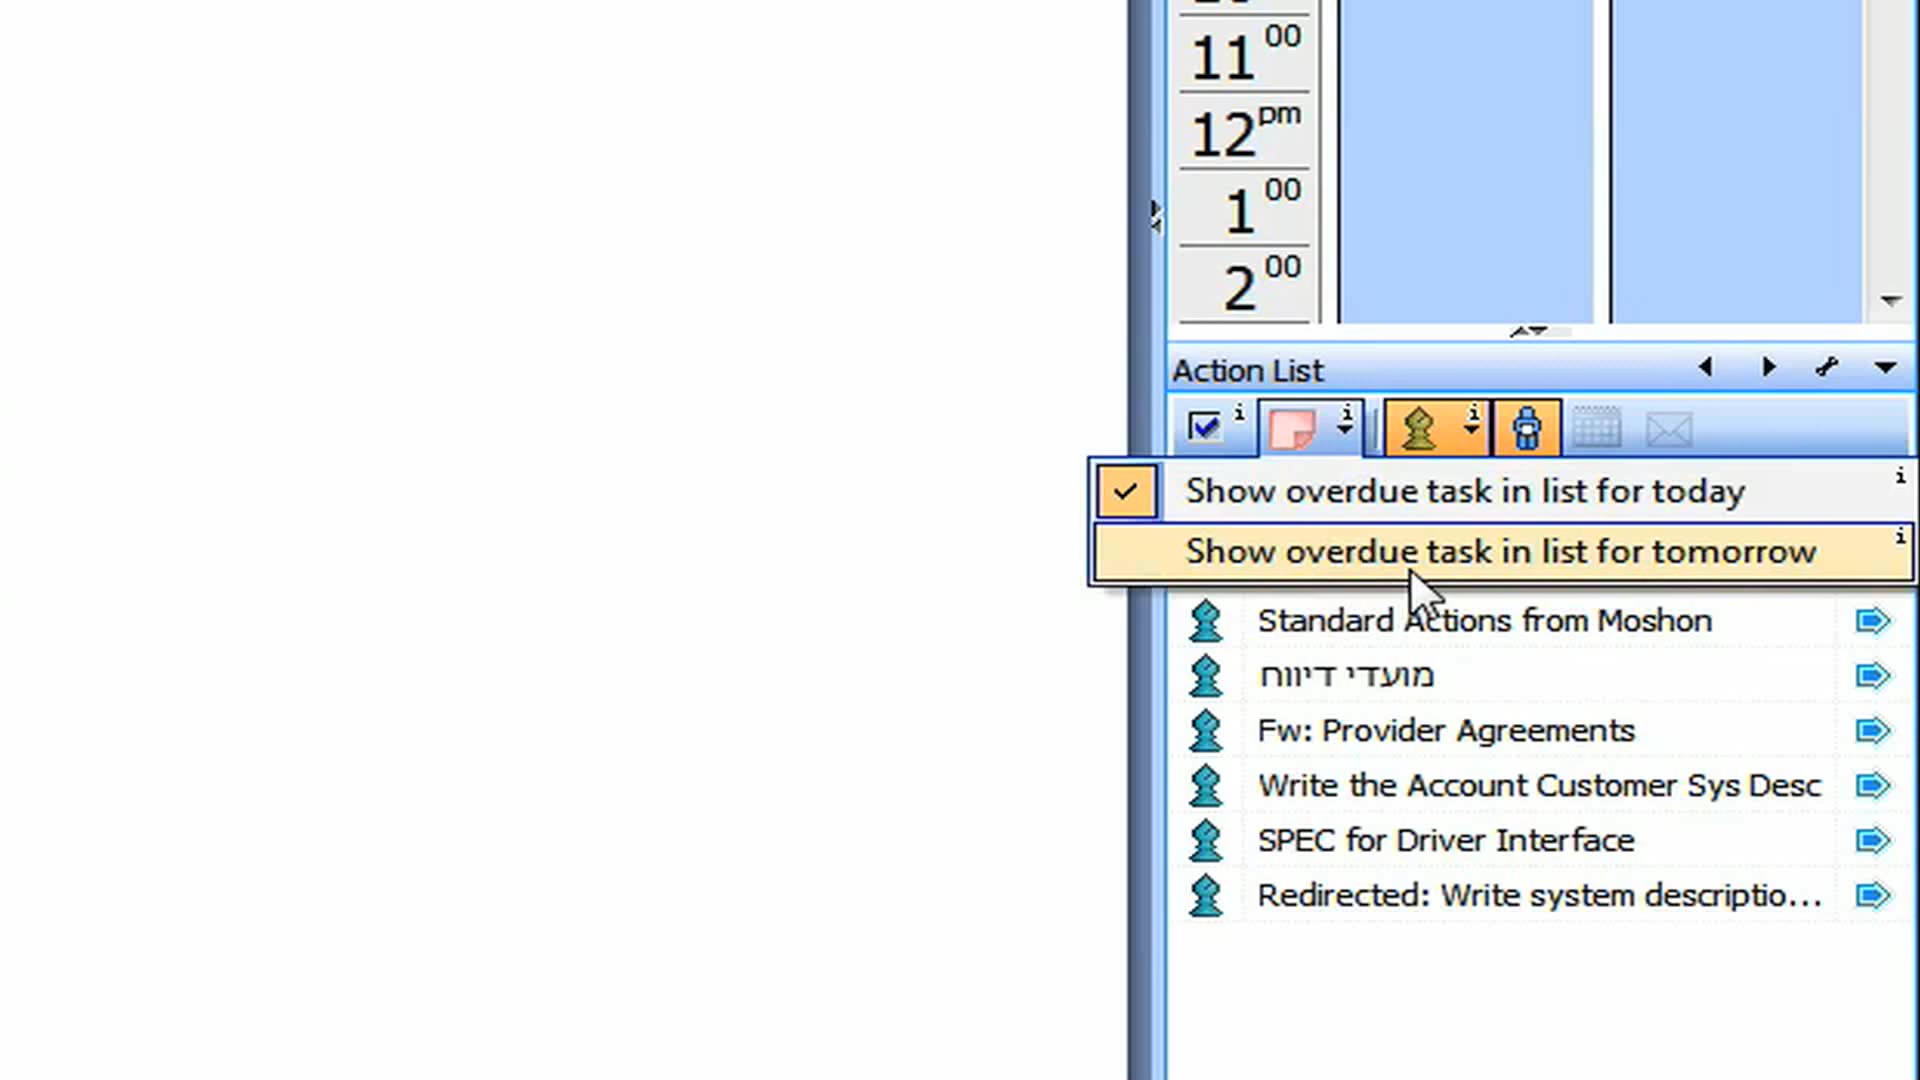 11 00
12 pm
1 00
2 00
Action List
Show overdue task in list for today
Show overdue task in list for tomorrow
Standard Actions from Moshon
מועדי דיווח
Fw: Provider Agreements
Write the Account Customer Sys Desc
SPEC for Driver Interface
Redirected: Write system descriptio...